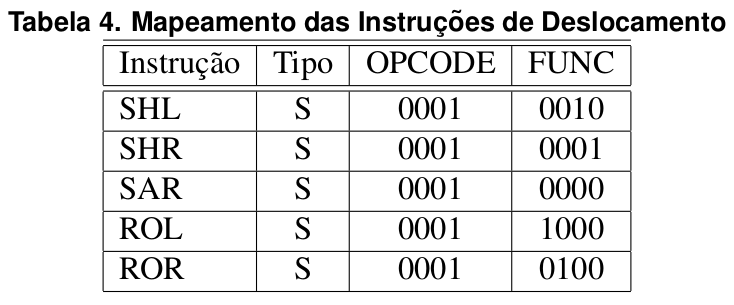 Tabela 4. Mapeamento das Instruções de Deslocamento
Instrução Tipo OPCODE FUNC
SHL S 0001 0010
SHR S 0001 0001
SAR S 0001 0000
ROL S 0001 1000
ROR S 0001 0100